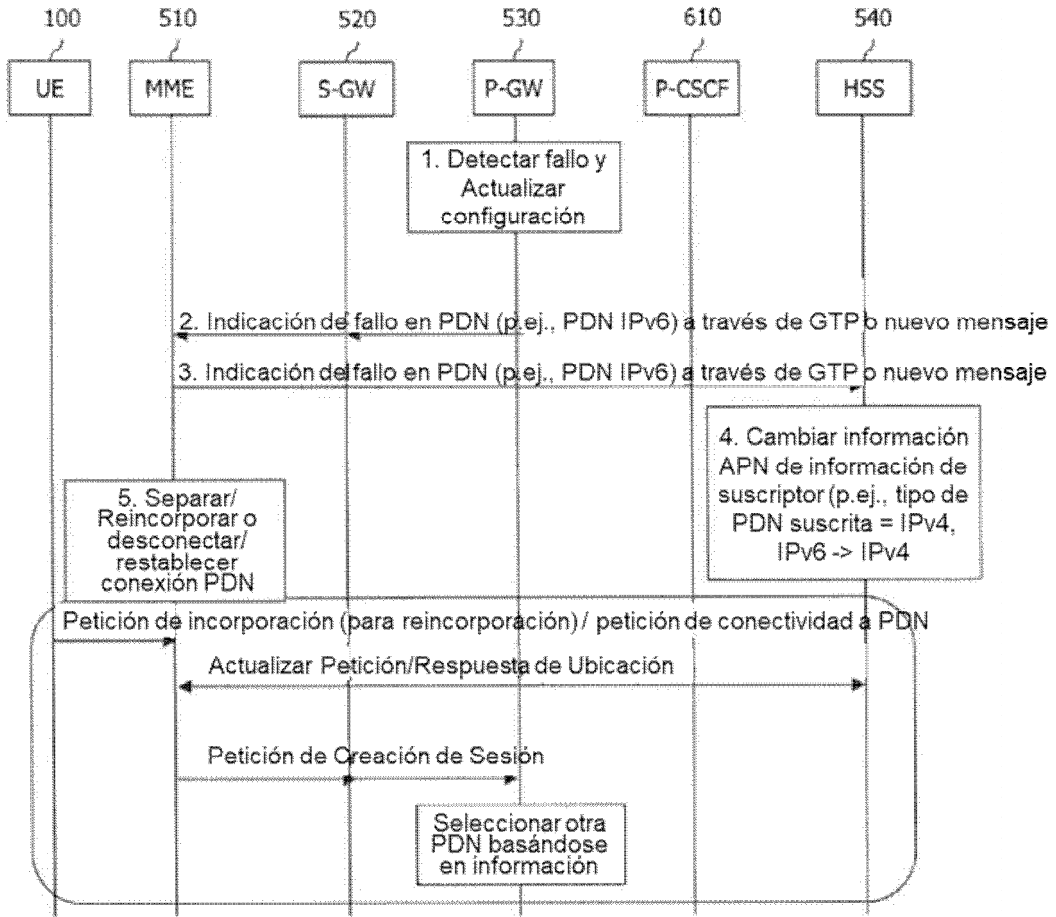 100 510 520 530 610 540
UE MME S-GW P-GW P-CSCF HSS
1. Detectar fallo y
Actualizar
configuración
2. Indicación de fallo en PDN (p.ej., PDN IPv6) a través de GTP o nuevo mensaje
3. Indicación del fallo en PDN (p.ej., PDN IPv6) a través de GTP o nuevo mensaje
4. Cambiar información
APN de información de
suscriptor (p.ej., tipo de
PDN suscrita = IPv4,
IPv6 -> IPv4
5. Separar/
Reincorporar o
desconectar/
restablecer
conexión PDN
Petición de incorporación (para reincorporación) / petición de conectividad a PDN
Actualizar Petición/Respuesta de Ubicación
Petición de Creación de Sesión
Seleccionar otra
PDN basándose
en información